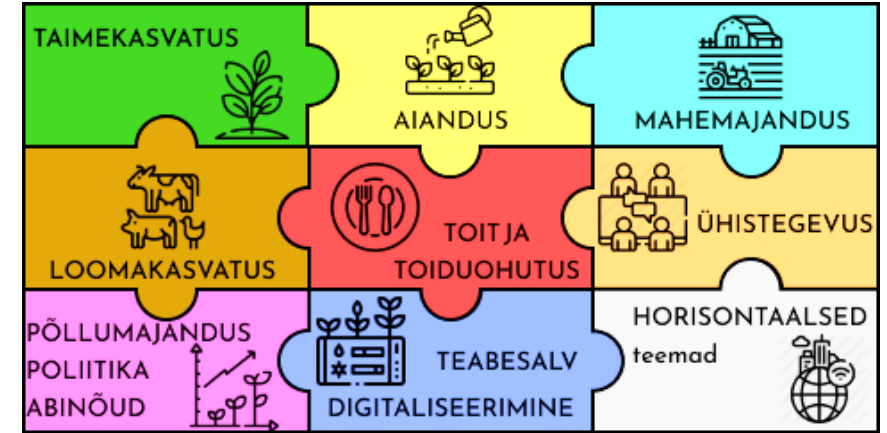 TAIMEKASVATUS
AIANDUS
MAHEMAJANDUS
LOOMAKASVATUS
TOIT JA
TOIDUOHUTUS
ÜHISTEGEVUS
PÕLLUMAJANDUS
POLIITIKA
ABINÕUD
TEABESALV
DIGITALISEERIMINE
HORISONTAALSED
teemad